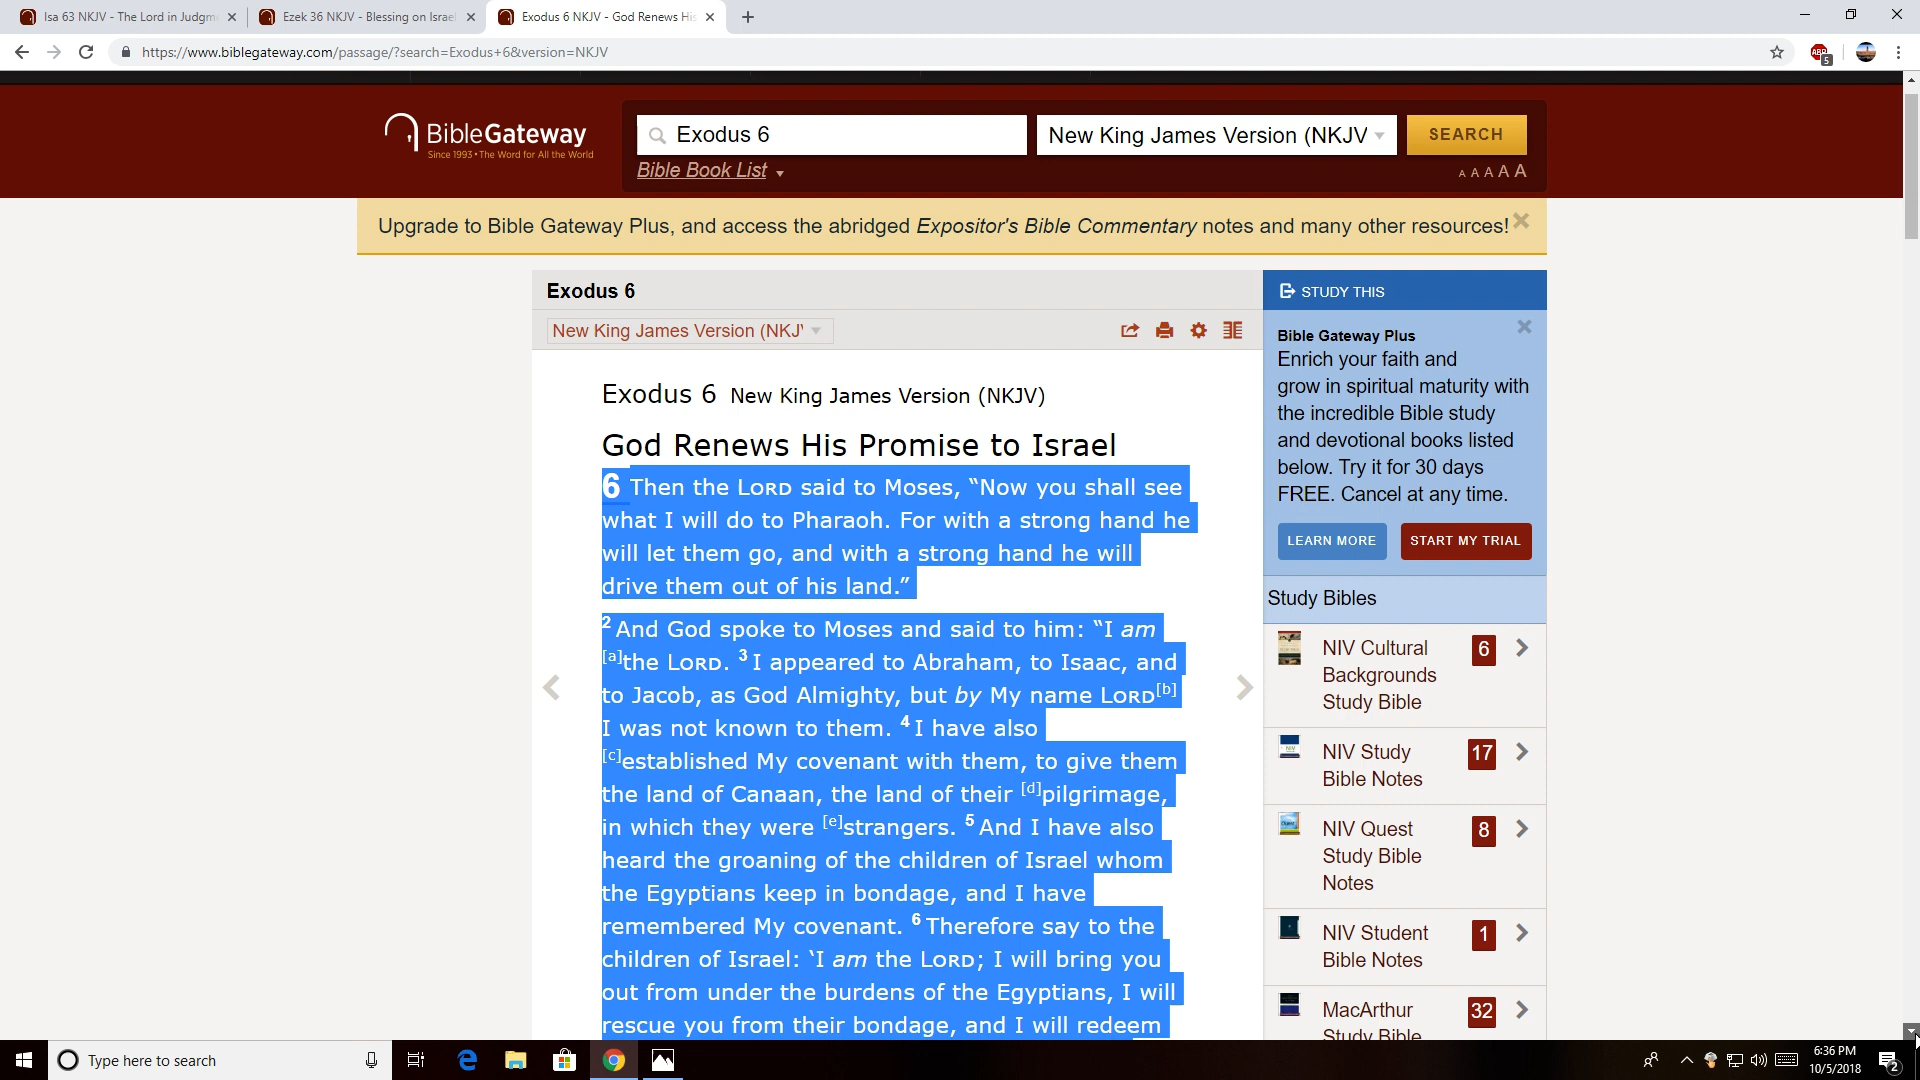 Isa 63 NKJV - The Lord in Judgm
Ezek 36 NKJV - Blessing on Israel
Exodus 6 NKJV - God Renews His
https://www.biblegateway.com/passage/?search=Exodus+6&version=NKJV
ABP
5
BibleGateway
Since 1993 • The Word for All the World
Exodus 6
New King James Version (NKJV
SEARCH
Bible Book List
A A A A A
Upgrade to Bible Gateway Plus, and access the abridged Expositor's Bible Commentary notes and many other resources!
Exodus 6
New King James Version (NKJV
Exodus 6 New King James Version (NKJV)
God Renews His Promise to Israel
6 Then the LORD said to Moses, “Now you shall see
what I will do to Pharaoh. For with a strong hand he
will let them go, and with a strong hand he will
drive them out of his land.”
2 And God spoke to Moses and said to him: “I am
[a]the LORD. 3 I appeared to Abraham, to Isaac, and
to Jacob, as God Almighty, but by My name LORD[b]
I was not known to them. 4 I have also
[c]established My covenant with them, to give them
the land of Canaan, the land of their [d]pilgrimage,
in which they were [e]strangers. 5 And I have also
heard the groaning of the children of Israel whom
the Egyptians keep in bondage, and I have
remembered My covenant. 6 Therefore say to the
children of Israel: ‘I am the LORD; I will bring you
out from under the burdens of the Egyptians, I will
rescue you from their bondage, and I will redeem
STUDY THIS
Bible Gateway Plus
Enrich your faith and
grow in spiritual maturity with
the incredible Bible study
and devotional books listed
below. Try it for 30 days
FREE. Cancel at any time.
LEARN MORE
START MY TRIAL
Study Bibles
NIV Cultural
Backgrounds
Study Bible
6
NIV Study
Bible Notes
17
NIV Quest
Study Bible
Notes
8
NIV Student
Bible Notes
1
MacArthur
Study Bible
32
Type here to search
6:36 PM
10/5/2018
2